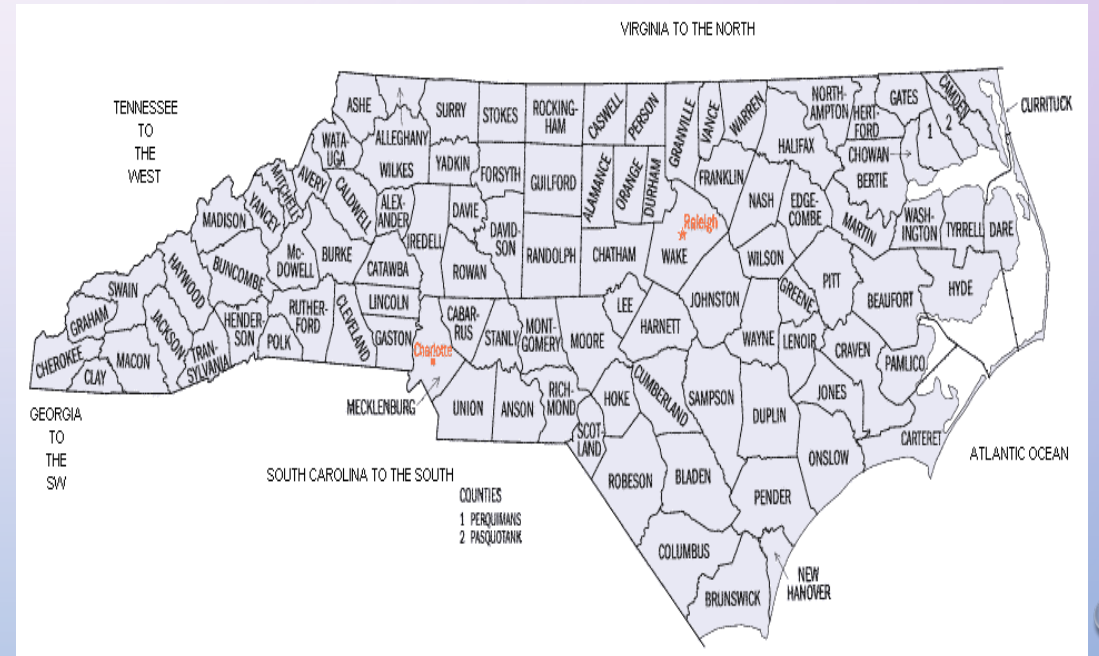 VIRGINIA TO THE NORTH
TENNESSEE
TO
THE
WEST
ASHE
ALLEGHANY
SURRY
STOKES
ROCKING-
HAM
CASWELL
PERSON
GRANVILLE
VANCE
WARREN
NORTH-
AMPTON
HERT-
FORD
GATES
CAMDEN
CURRITUCK
1
2
WATA-
UGA
WILKES
YADKIN
FORSYTH
GUILFORD
ALAMANCE
ORANGE
DURHAM
FRANKLIN
HALIFAX
CHOWAN
BERTIE
MITCHELL
AVERY
CALDWELL
ALEX-
ANDER
IREDELL
DAVIE
DAVID-
SON
RANDOLPH
CHATHAM
Raleigh
WAKE
NASH
EDGE-
COMBE
MARTIN
WASH-
INGTON
TYRRELL
DARE
MADISON
YANCEY
Mc-
DOWELL
BURKE
CATAWBA
ROWAN
WILSON
PITT
BEAUFORT
HYDE
SWAIN
HAYWOOD
BUNCOMBE
RUTHER-
FORD
CLEVELAND
LINCOLN
GASTON
CABAR-
RUS
STANLY
MONT-
GOMERY
MOORE
LEE
HARNETT
JOHNSTON
GREENE
WAYNE
LENOIR
CRAVEN
PAMLICO
GRAHAM
CHEROKEE
CLAY
MACON
JACKSON
TRAN-
SYLVANIA
HENDER-
SON
POLK
Charlotte
MECKLENBURG
UNION
ANSON
RICH-
MOND
SCOT-
LAND
HOKE
CUMBERLAND
SAMPSON
DUPLIN
JONES
ONSLOW
CARTERET
ATLANTIC OCEAN
GEORGIA
TO
THE
SW
SOUTH CAROLINA TO THE SOUTH
ROBESON
BLADEN
PENDER
COLUMBUS
BRUNSWICK
NEW
HANOVER
COUNTIES
1 PERQUIMANS
2 PASQUOTANK